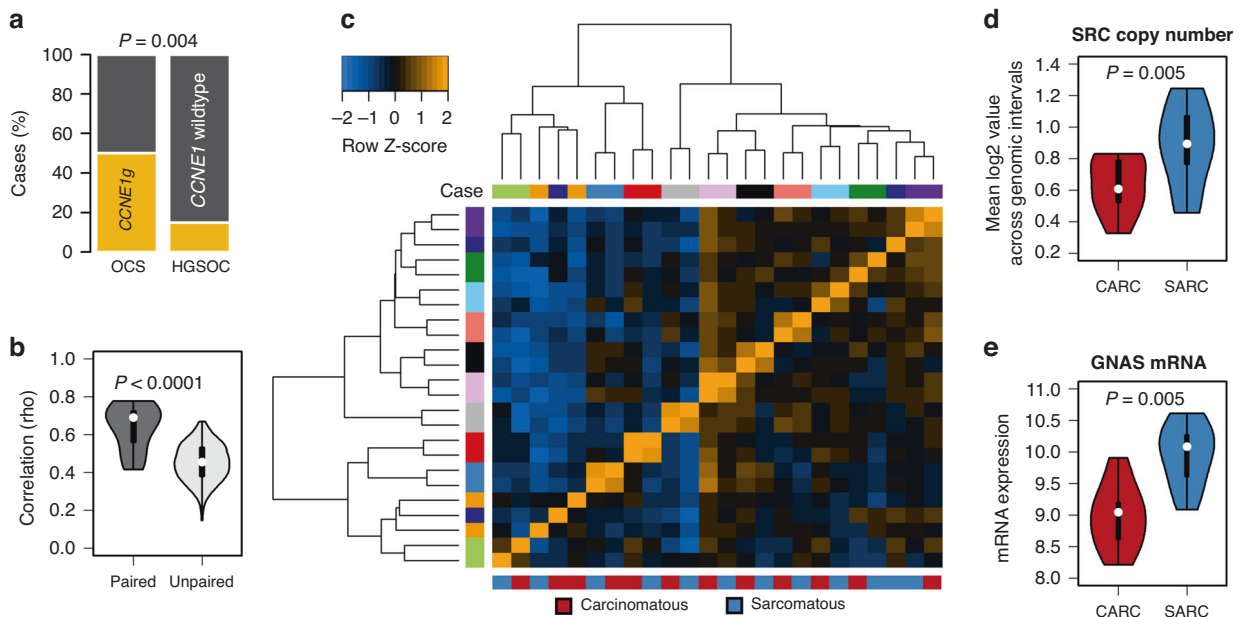 a
P = 0.004
100
80
60
40
20
0
Cases (%)
CCNE1g
CCNE1 wildtype
OCS
HGSOC
b
1.0
0.8
0.6
0.4
0.2
0.0
Correlation (rho)
P < 0.0001
Paired
Unpaired
c
−2 −1 0 1 2
Row Z-score
Case
Carcinomatous
Sarcomatous
d
SRC copy number
P = 0.005
1.4
1.2
1.0
0.8
0.6
0.4
0.2
Mean log2 value
across genomic intervals
CARC
SARC
e
GNAS mRNA
P = 0.005
11.0
10.5
10.0
9.5
9.0
8.5
8.0
mRNA expression
CARC
SARC